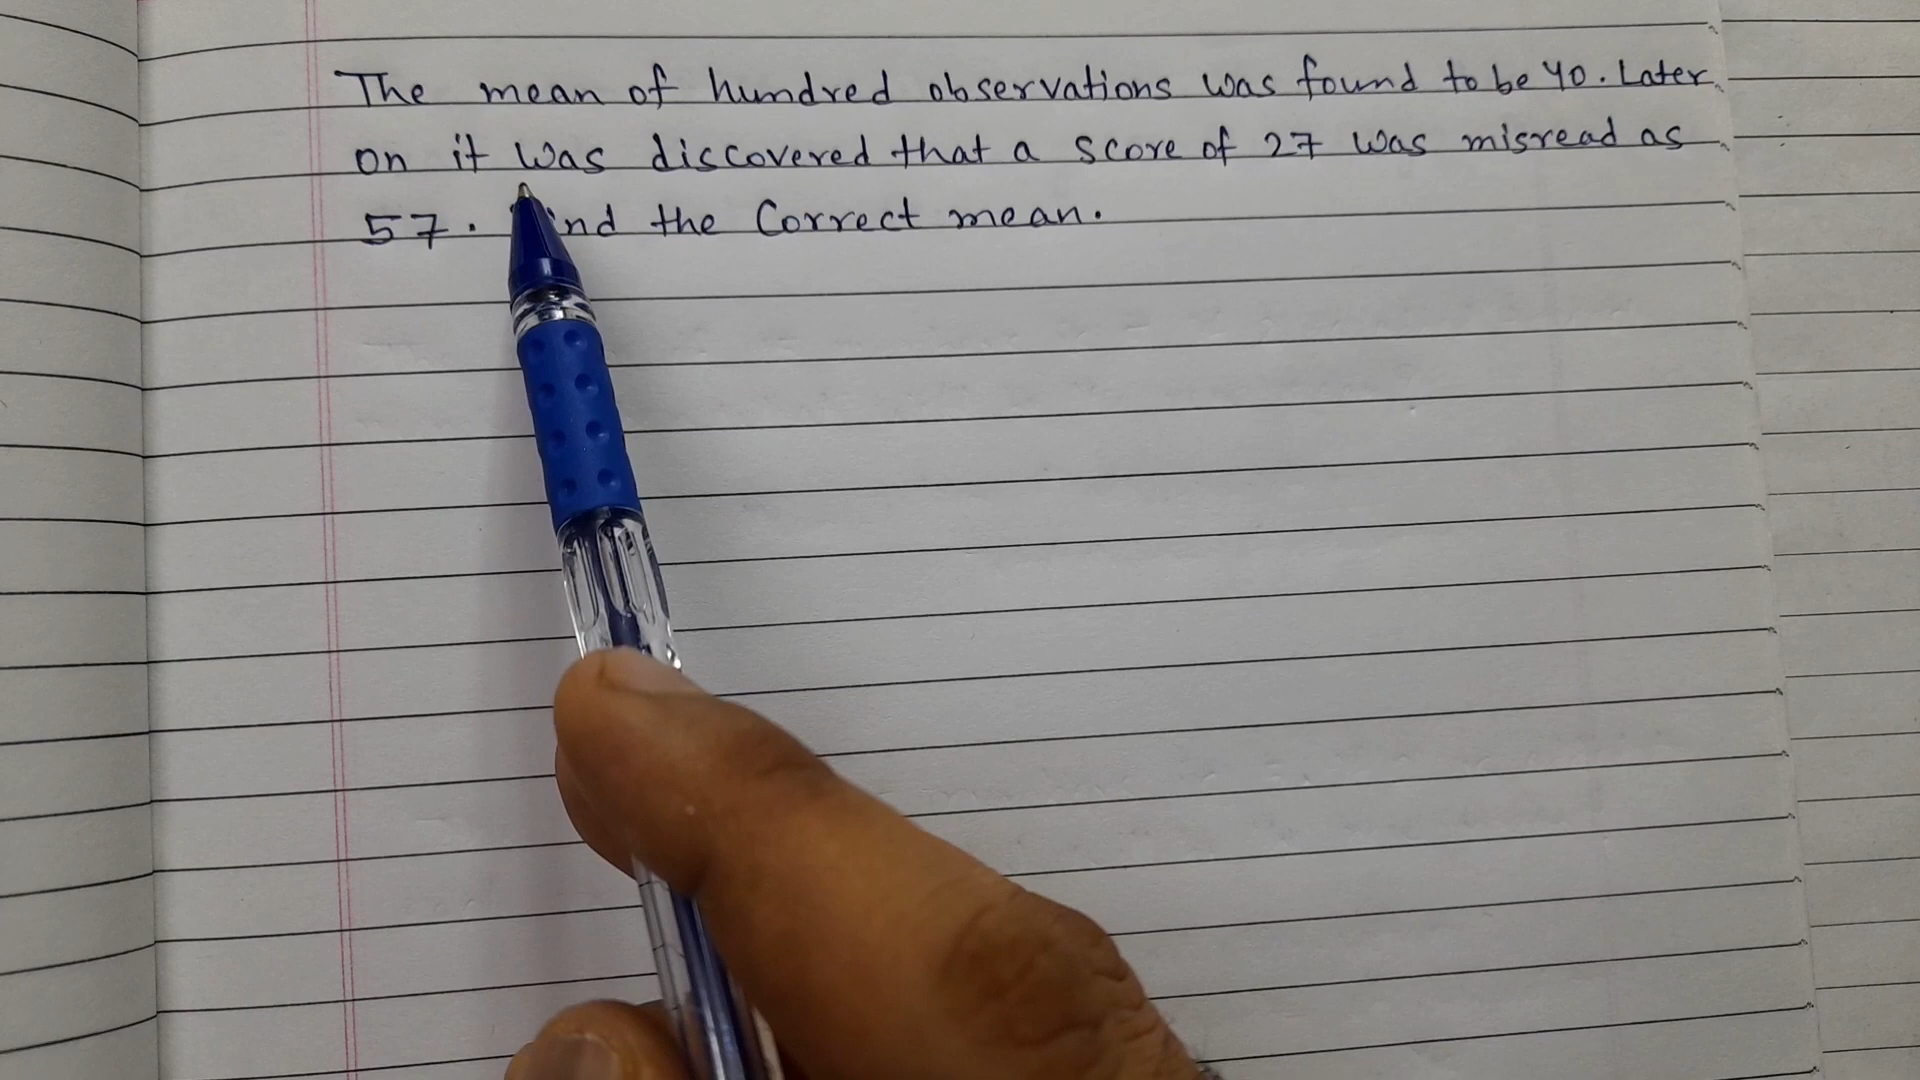 The mean of hundred observations was found to be 40. Later
on it was discovered that a score of 27 was misread as
57. nd the Correct mean.